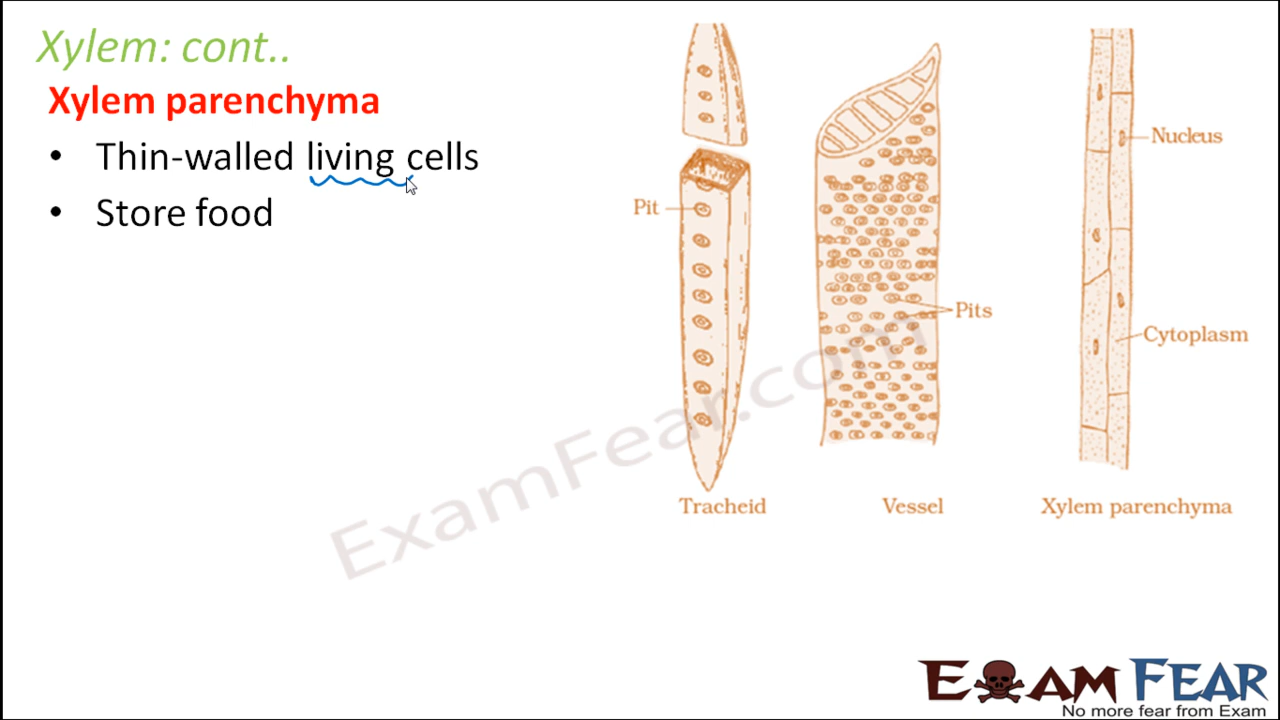 Xylem: cont..
Xylem parenchyma
• Thin-walled living cells
• Store food
Pit
Pits
Nucleus
Cytoplasm
Tracheid
Vessel
Xylem parenchyma
ExamFear.com
EXAM FEAR
No more fear from Exam